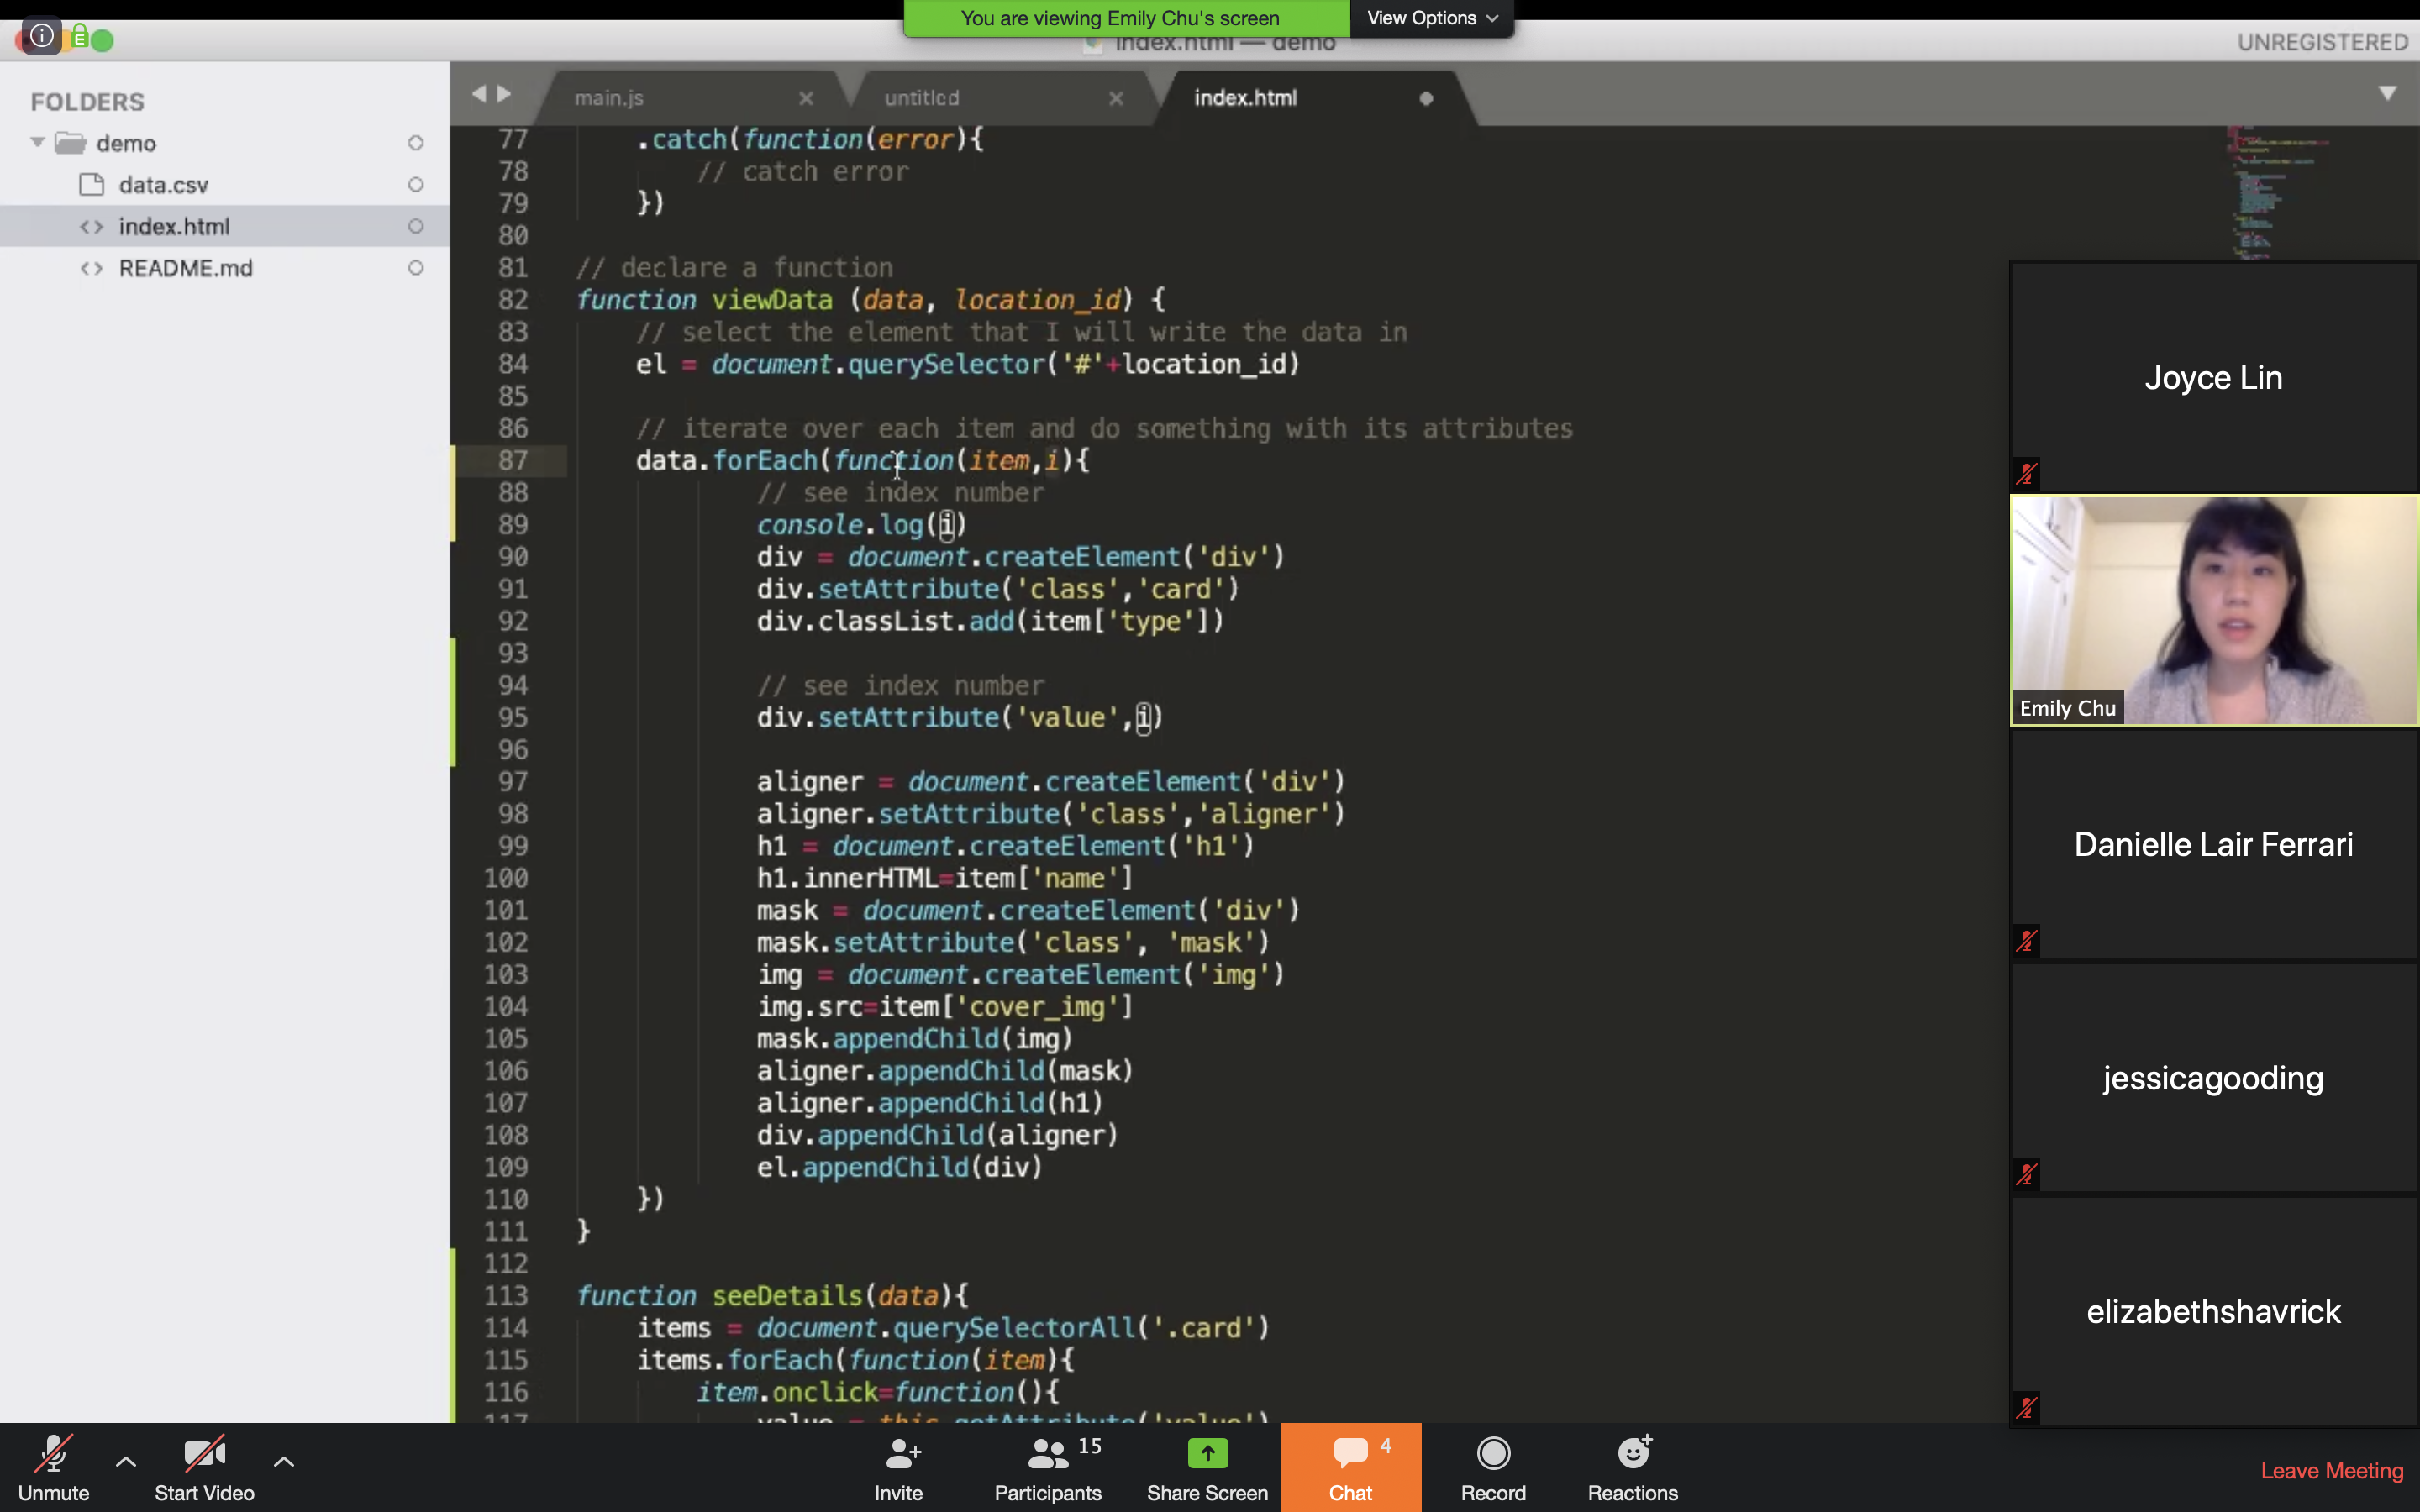 You are viewing Emily Chu's screen
View Options
index.html — demo
UNREGISTERED
FOLDERS
demo
data.csv
index.html
README.md
main.js
untitled
index.html
77 .catch(function(error){
78 // catch error
79 })
80
81 // declare a function
82 function viewData (data, location_id) {
83 // select the element that I will write the data in
84 el = document.querySelector('#'+location_id)
85
86 // iterate over each item and do something with its attributes
87 data.forEach(function(item,i){
88 // see index number
89 console.log(i)
90 div = document.createElement('div')
91 div.setAttribute('class','card')
92 div.classList.add(item['type'])
93
94 // see index number
95 div.setAttribute('value',i)
96
97 aligner = document.createElement('div')
98 aligner.setAttribute('class','aligner')
99 h1 = document.createElement('h1')
100 h1.innerHTML=item['name']
101 mask = document.createElement('div')
102 mask.setAttribute('class', 'mask')
103 img = document.createElement('img')
104 img.src=item['cover_img']
105 mask.appendChild(img)
106 aligner.appendChild(mask)
107 aligner.appendChild(h1)
108 div.appendChild(aligner)
109 el.appendChild(div)
110 })
111 }
112
113 function seeDetails(data){
114 items = document.querySelectorAll('.card')
115 items.forEach(function(item){
116 item.onclick=function(){
117 value = this.getAttribute('value')
Joyce Lin
Emily Chu
Danielle Lair Ferrari
jessicagooding
elizabethshavrick
Unmute
Start Video
Invite
15
Participants
Share Screen
4
Chat
Record
Reactions
Leave Meeting